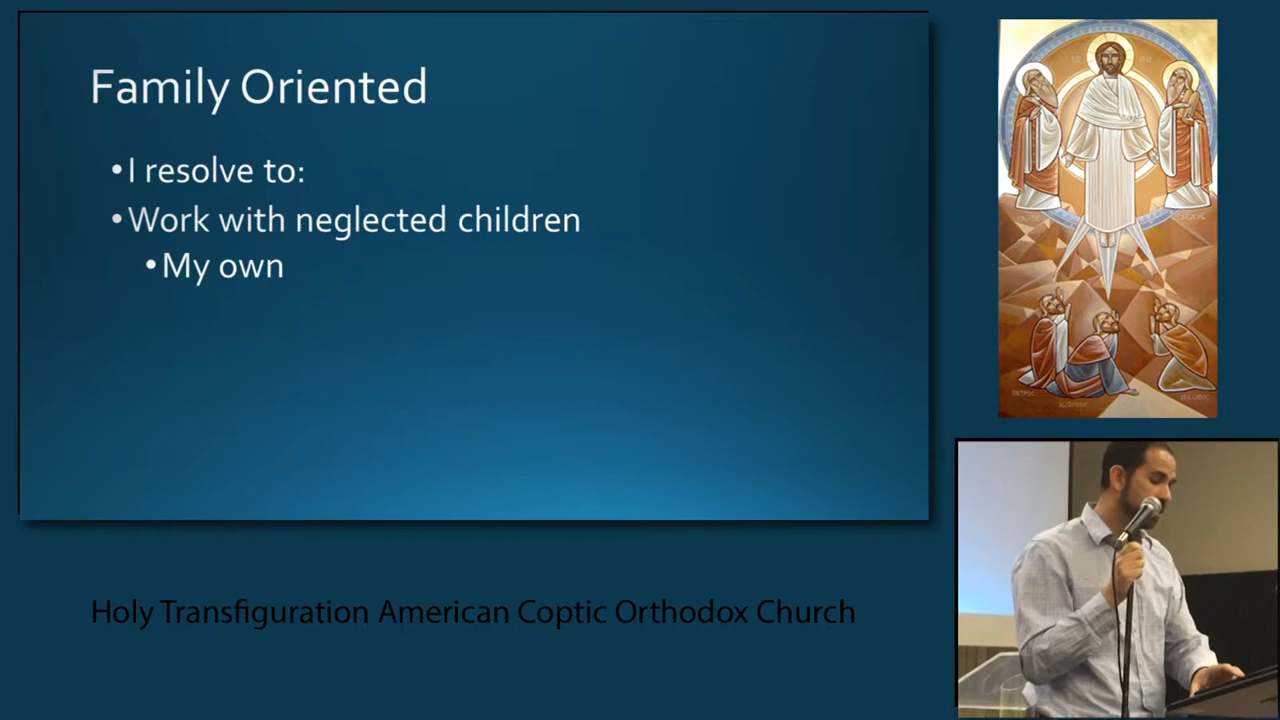 Family Oriented
•I resolve to:
•Work with neglected children
•My own
Holy Transfiguration American Coptic Orthodox Church